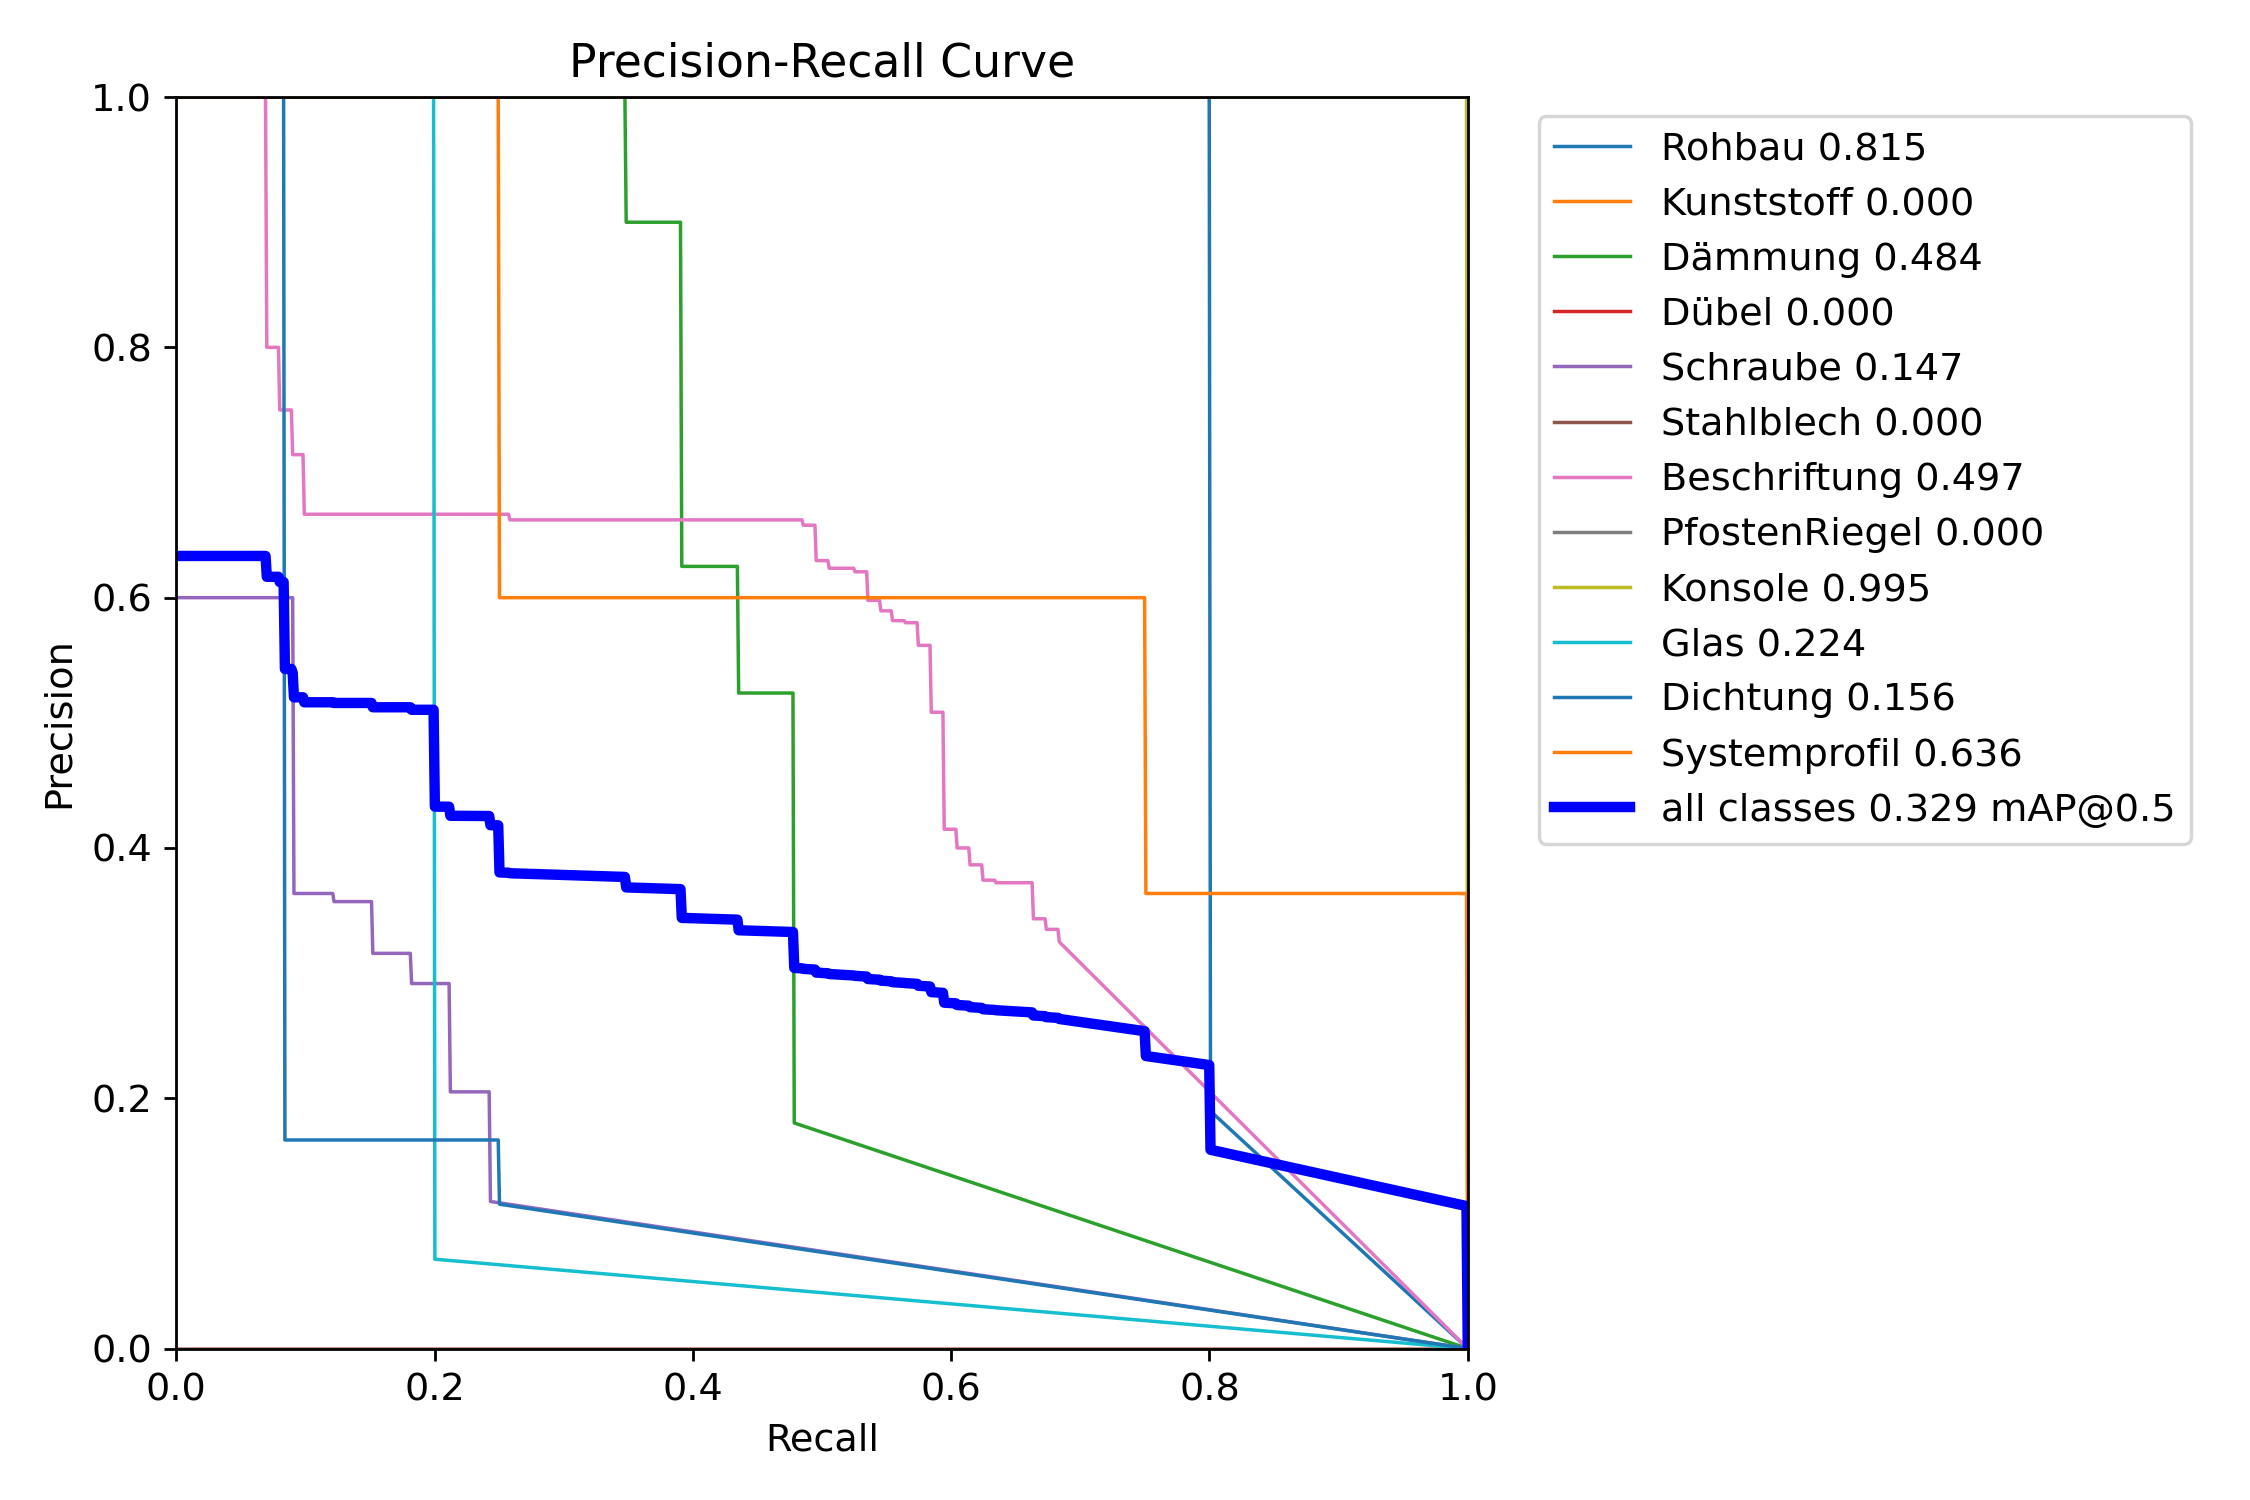 Precision-Recall Curve
1.0
0.8
0.6
0.4
0.2
0.0
Precision
0.0 0.2 0.4 0.6 0.8 1.0
Recall
Rohbau 0.815
Kunststoff 0.000
Dämmung 0.484
Dübel 0.000
Schraube 0.147
Stahlblech 0.000
Beschriftung 0.497
PfostenRiegel 0.000
Konsole 0.995
Glas 0.224
Dichtung 0.156
Systemprofil 0.636
all classes 0.329 mAP@0.5